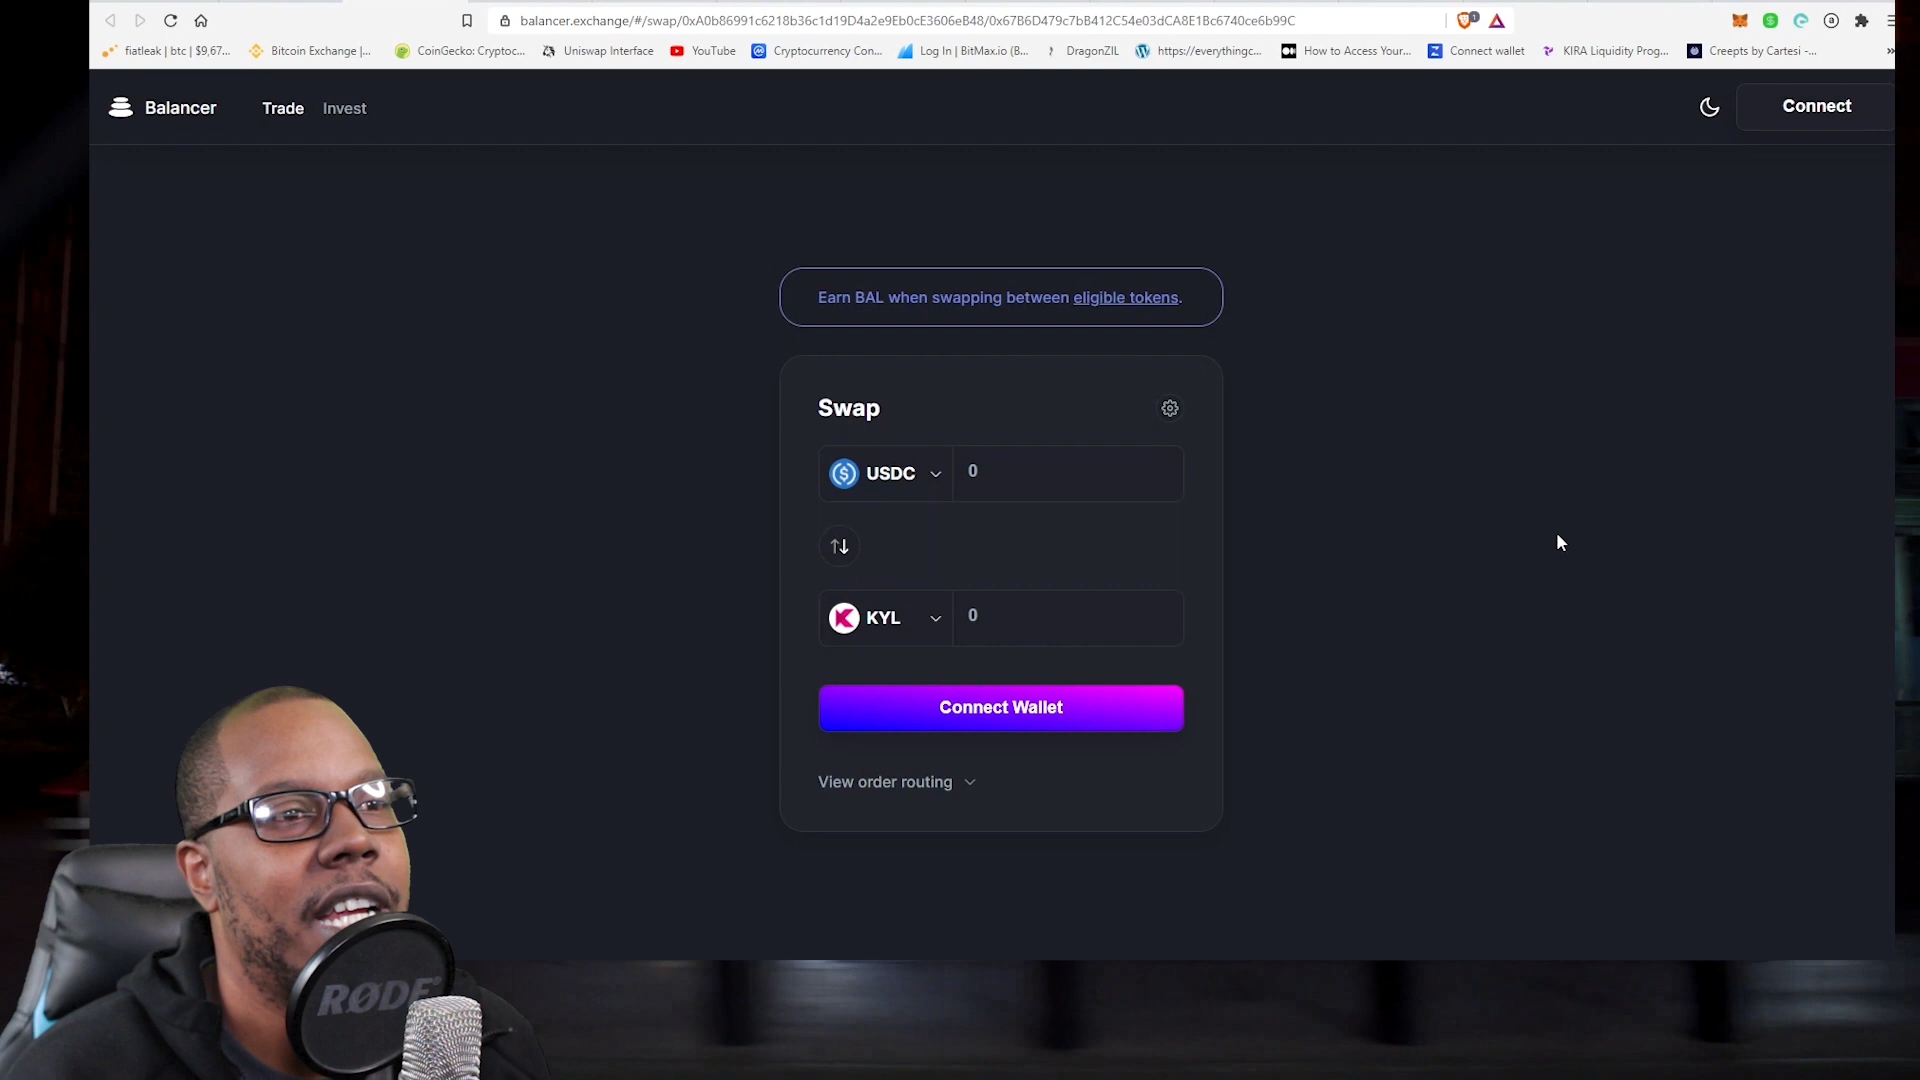 balancer.exchange/#/swap/0xA0b86991c6218b36c1d19D4a2e9Eb0cE3606eB48/0x67B6D479c7bB412C54e03dCA8E1Bc6740ce6b99C
1
fiatleak | btc | $9,67... Bitcoin Exchange |... CoinGecko: Cryptoc... Uniswap Interface YouTube Cryptocurrency Con... Log In | BitMax.io (B... DragonZIL https://everythingc... How to Access Your... Connect wallet KIRA Liquidity Prog... Creepts by Cartesi -... »
Balancer Trade Invest Connect
Earn BAL when swapping between eligible tokens.
Swap
USDC 0
KYL 0
Connect Wallet
View order routing
RØDE